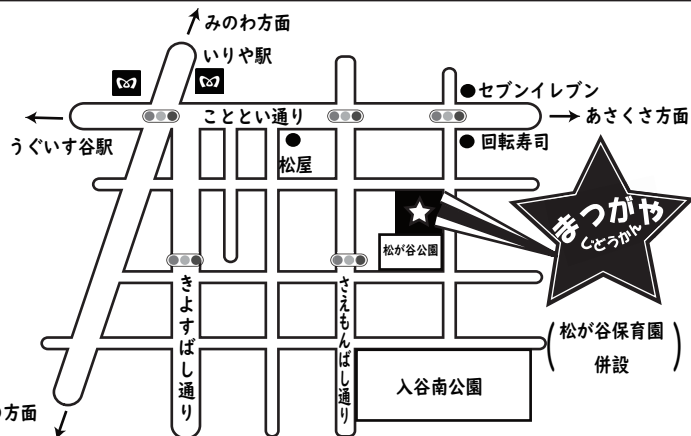 みのわ方面
いりや駅
セブンイレブン
こととい通り
あさくさ方面
うぐいす谷駅
松屋
回転寿司
まつがや
じどうかん
松が谷公園
きよすばし通り
さえもんばし通り
(松が谷保育園
併設)
入谷南公園
方面